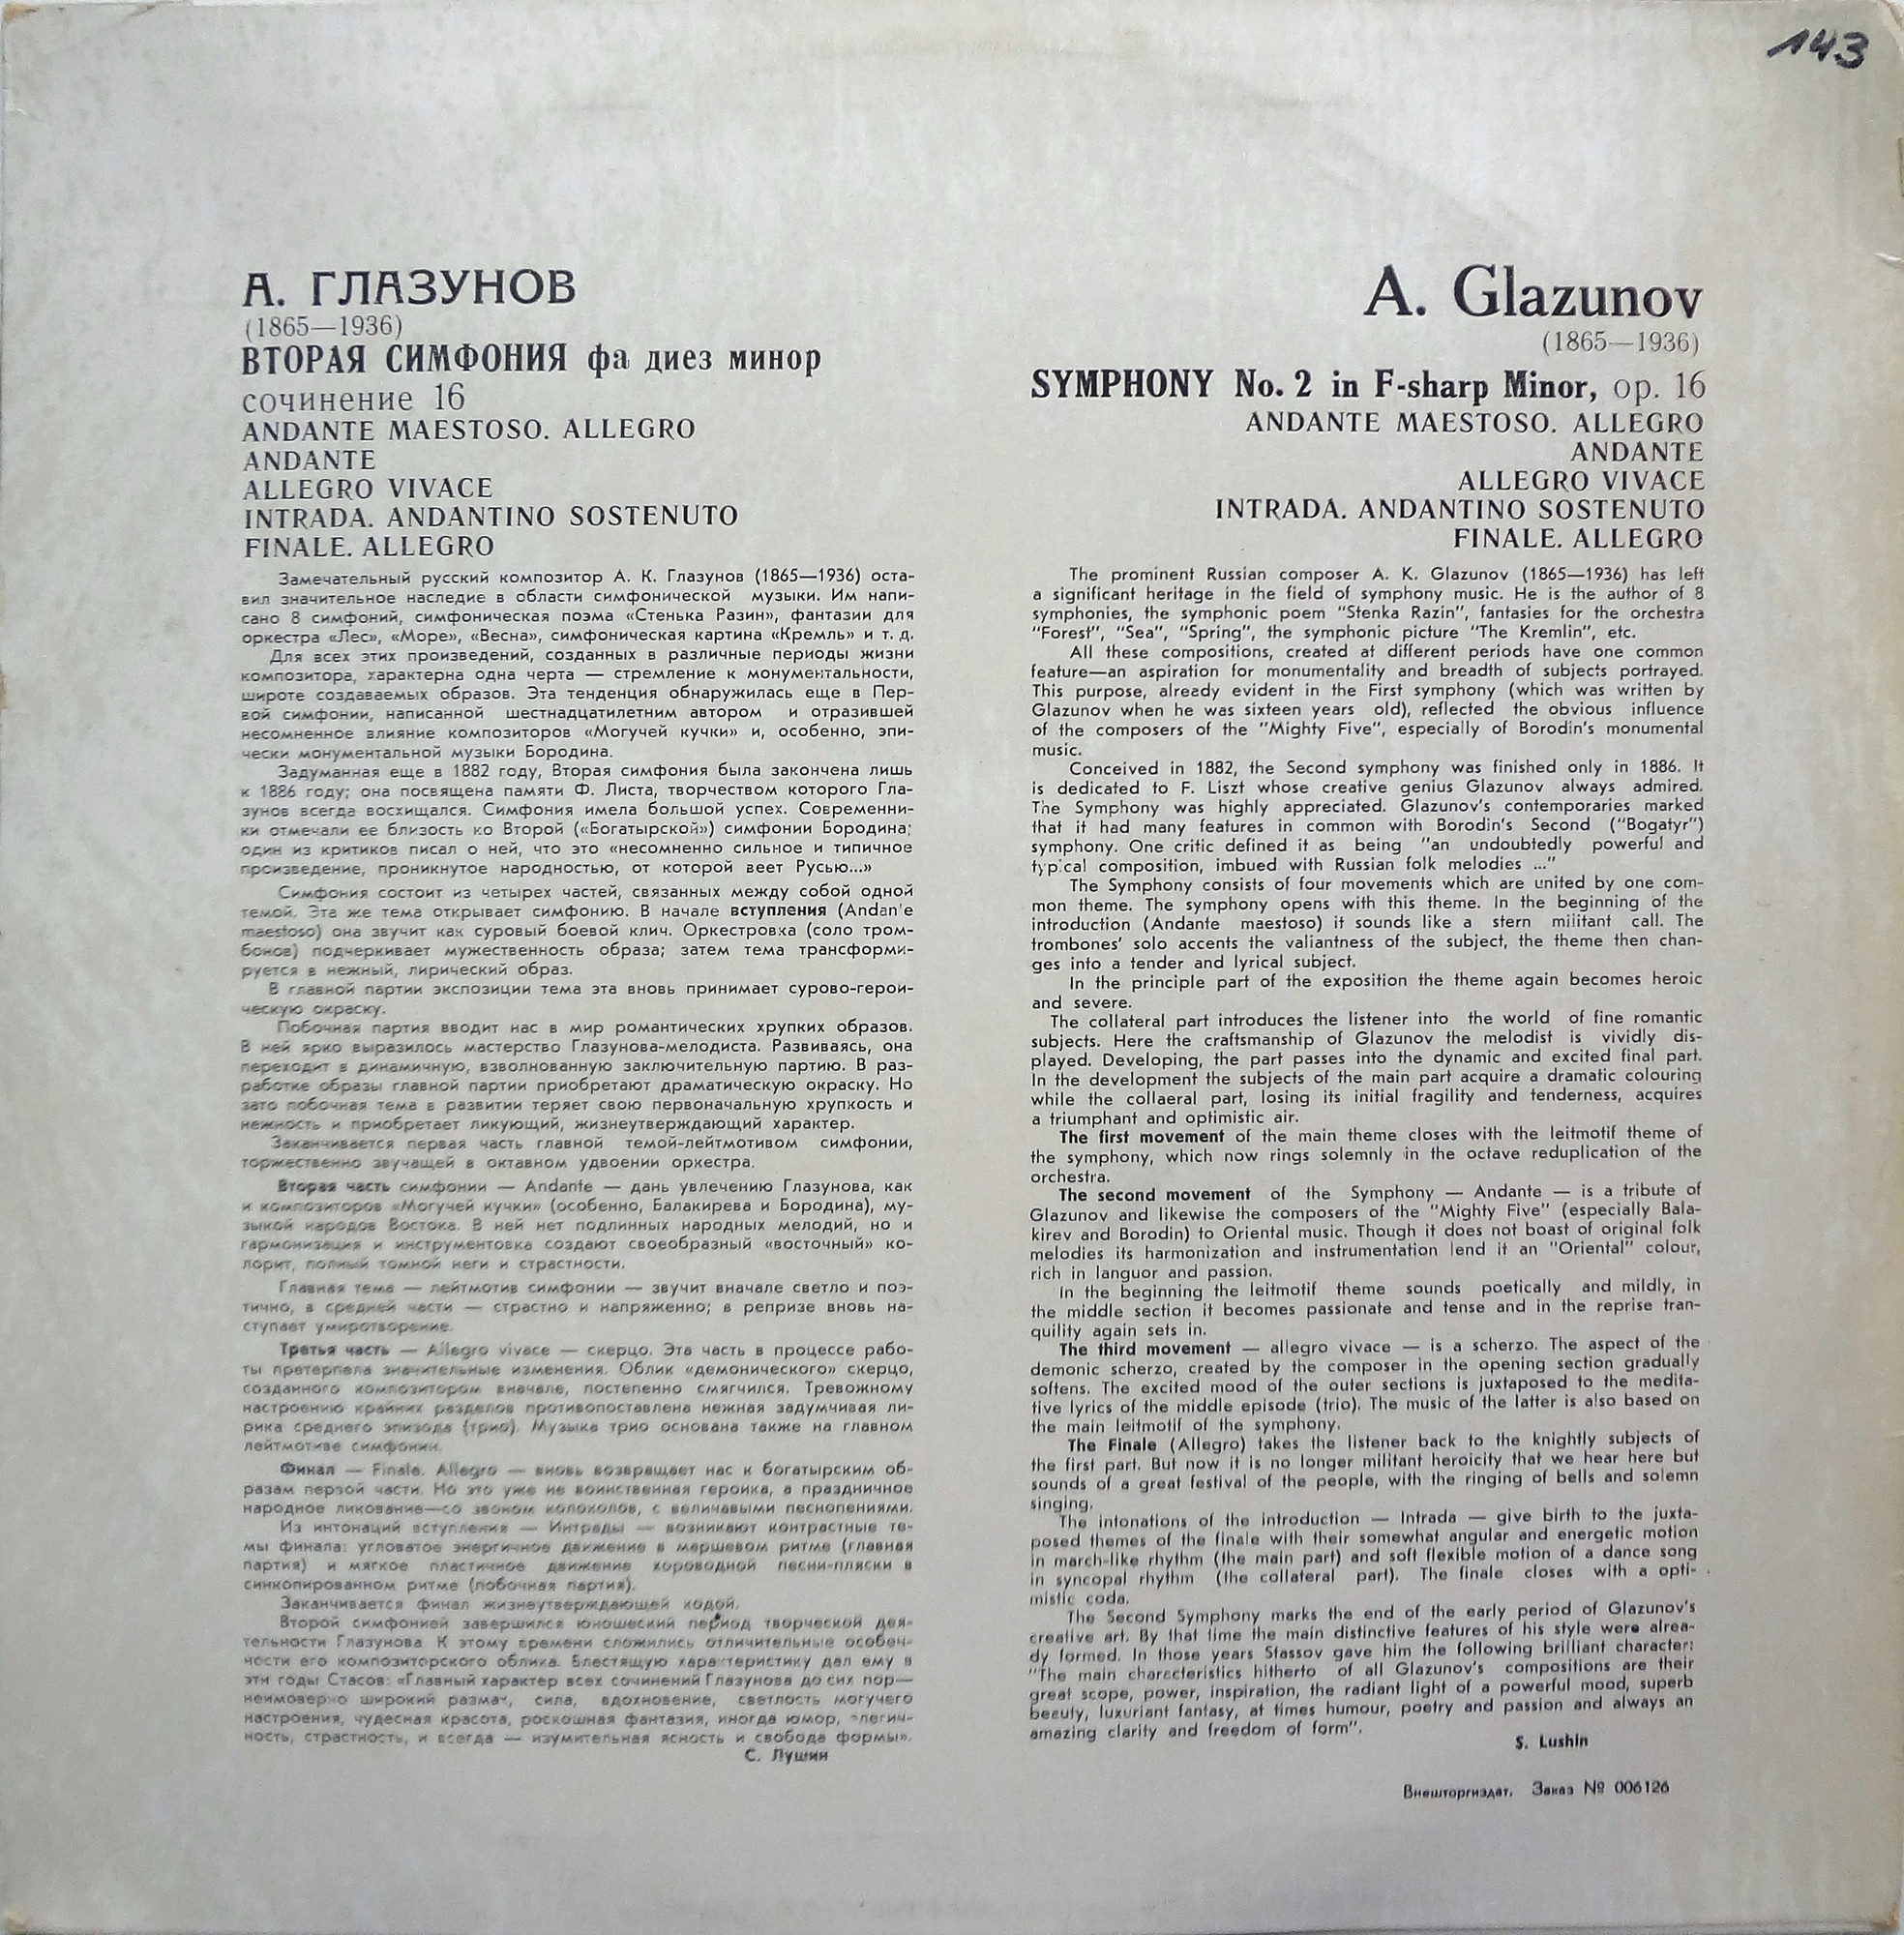 143
А. ГЛАЗУНОВ
(1865—1936)
ВТОРАЯ СИМФОНИЯ фа диез минор
сочинение 16
ANDANTE MAESTOSO. ALLEGRO
ANDANTE
ALLEGRO VIVACE
INTRADA. ANDANTINO SOSTENUTO
FINALE. ALLEGRO
Замечательный русский композитор А. К. Глазунов (1865—1936) оста-
вил значительное наследие в области симфонической музыки. Им напи-
сано 8 симфоний, симфоническая поэма «Стенька Разин», фантазии для
оркестра «Лес», «Море», «Весна», симфоническая картина «Кремль» и т. д.
Для всех этих произведений, созданных в различные периоды жизни
композитора, характерна одна черта — стремление к монументальности,
широте создаваемых образов. Эта тенденция обнаружилась еще в Пер-
вой симфонии, написанной шестнадцатилетним автором и отразившей
несомненное влияние композиторов «Могучей кучки» и, особенно, эпи-
чески монументальной музыки Бородина.
Задуманная еще в 1882 году, Вторая симфония была закончена лишь
к 1886 году; она посвящена памяти Ф. Листа, творчеством которого Гла-
зунов всегда восхищался. Симфония имела большой успех. Современни-
ки отмечали ее близость ко Второй («Богатырской») симфонии Бородина;
один из критиков писал о ней, что это «несомненно сильное и типичное
произведение, проникнутое народностью, от которой веет Русью...»
Симфония состоит из четырех частей, связанных между собой одной
темой. Эта же тема открывает симфонию. В начале вступления (Andan'e
maestoso) она звучит как суровый боевой клич. Оркестровка (соло тром-
бонов) подчеркивает мужественность образа; затем тема трансформи-
руется в нежный, лирический образ.
В главной партии экспозиции тема эта вновь принимает сурово-герои-
ческую окраску.
Побочная партия вводит нас в мир романтических хрупких образов.
В ней ярко выразилось мастерство Глазунова-мелодиста. Развиваясь, она
переходит в динамичную, взволнованную заключительную партию. В раз-
работке образы главной партии приобретают драматическую окраску. Но
зато побочная тема в развитии теряет свою первоначальную хрупкость и
нежность и приобретает ликующий, жизнеутверждающий характер.
Заканчивается первая часть главной темой-лейтмотивом симфонии,
торжественно звучащей в октавном удвоении оркестра.
Вторая часть симфонии — Andante — дань увлечению Глазунова, как
и композиторов «Могучей кучки» (особенно, Балакирева и Бородина), му-
зыкой народов Востока. В ней нет подлинных народных мелодий, но и
гармонизация и инструментовка создают своеобразный «восточный» ко-
лорит, полный томной неги и страстности.
Главная тема — лейтмотив симфонии — звучит вначале светло и поэ-
тично, в средней части — страстно и напряженно; в репризе вновь на-
ступает умиротворение.
Третья часть — Allegro vivace — скерцо. Эта часть в процессе рабо-
ты претерпела значительные изменения. Облик «демонического» скерцо,
созданного композитором вначале, постепенно смягчился. Тревожному
настроению крайних разделов противопоставлена нежная задумчивая ли-
рика среднего эпизода (трио). Музыка трио основана также на главном
лейтмотиве симфонии.
Финал — Finale. Allegro — вновь возвращает нас к богатырским об-
разам первой части. Но это уже не воинственная героика, а праздничное
народное ликование—со звоном колоколов, с величавыми песнопениями.
Из интонаций вступления — Интрады — возникают контрастные те-
мы финала: угловатое энергичное движение в маршевом ритме (главная
партия) и мягкое пластичное движение хороводной песни-пляски в
синкопированном ритме (побочная партия).
Заканчивается финал жизнеутверждающей кодой.
Второй симфонией завершился юношеский период творческой дея-
тельности Глазунова. К этому времени сложились отличительные особен-
ности его композиторского облика. Блестящую характеристику дал ему в
эти годы Стасов: «Главный характер всех сочинений Глазунова до сих пор—
неимоверно широкий размах, сила, вдохновение, светлость могучего
настроения, чудесная красота, роскошная фантазия, иногда юмор, элегич-
ность, страстность, и всегда — изумительная ясность и свобода формы».
С. Лушин
A. Glazunov
(1865—1936)
SYMPHONY No. 2 in F-sharp Minor, op. 16
ANDANTE MAESTOSO. ALLEGRO
ANDANTE
ALLEGRO VIVACE
INTRADA. ANDANTINO SOSTENUTO
FINALE. ALLEGRO
The prominent Russian composer A. K. Glazunov (1865—1936) has left
a significant heritage in the field of symphony music. He is the author of 8
symphonies, the symphonic poem "Stenka Razin", fantasies for the orchestra
"Forest", "Sea", "Spring", the symphonic picture "The Kremlin", etc.
All these compositions, created at different periods have one common
feature—an aspiration for monumentality and breadth of subjects portrayed.
This purpose, already evident in the First symphony (which was written by
Glazunov when he was sixteen years old), reflected the obvious influence
of the composers of the "Mighty Five", especially of Borodin's monumental
music.
Conceived in 1882, the Second symphony was finished only in 1886. It
is dedicated to F. Liszt whose creative genius Glazunov always admired.
The Symphony was highly appreciated. Glazunov's contemporaries marked
that it had many features in common with Borodin's Second ("Bogatyr")
symphony. One critic defined it as being "an undoubtedly powerful and
typical composition, imbued with Russian folk melodies ..."
The Symphony consists of four movements which are united by one com-
mon theme. The symphony opens with this theme. In the beginning of the
introduction (Andante maestoso) it sounds like a stern militant call. The
trombones' solo accents the valiantness of the subject, the theme then chan-
ges into a tender and lyrical subject.
In the principle part of the exposition the theme again becomes heroic
and severe.
The collateral part introduces the listener into the world of fine romantic
subjects. Here the craftsmanship of Glazunov the melodist is vividly dis-
played. Developing, the part passes into the dynamic and excited final part.
In the development the subjects of the main part acquire a dramatic colouring
while the collaeral part, losing its initial fragility and tenderness, acquires
a triumphant and optimistic air.
The first movement of the main theme closes with the leitmotif theme of
the symphony, which now rings solemnly in the octave reduplication of the
orchestra.
The second movement of the Symphony — Andante — is a tribute of
Glazunov and likewise the composers of the "Mighty Five" (especially Bala-
kirev and Borodin) to Oriental music. Though it does not boast of original folk
melodies its harmonization and instrumentation lend it an "Oriental" colour,
rich in languor and passion.
In the beginning the leitmotif theme sounds poetically and mildly, in
the middle section it becomes passionate and tense and in the reprise tran-
quility again sets in.
The third movement — allegro vivace — is a scherzo. The aspect of the
demonic scherzo, created by the composer in the opening section gradually
softens. The excited mood of the outer sections is juxtaposed to the medita-
tive lyrics of the middle episode (trio). The music of the latter is also based on
the main leitmotif of the symphony.
The Finale (Allegro) takes the listener back to the knightly subjects of
the first part. But now it is no longer militant heroicity that we hear here but
sounds of a great festival of the people, with the ringing of bells and solemn
singing.
The intonations of the introduction — Intrada — give birth to the juxta-
posed themes of the finale with their somewhat angular and energetic motion
in march-like rhythm (the main part) and soft flexible motion of a dance song
in syncopal rhythm (the collateral part). The finale closes with a opti-
mistic coda.
The Second Symphony marks the end of the early period of Glazunov's
creative art. By that time the main distinctive features of his style were alrea-
dy formed. In those years Stassov gave him the following brilliant character:
"The main characteristics hitherto of all Glazunov's compositions are their
great scope, power, inspiration, the radiant light of a powerful mood, superb
beauty, luxuriant fantasy, at times humour, poetry and passion and always an
amazing clarity and freedom of form".
S. Lushin
Внешторгиздат. Заказ № 006126